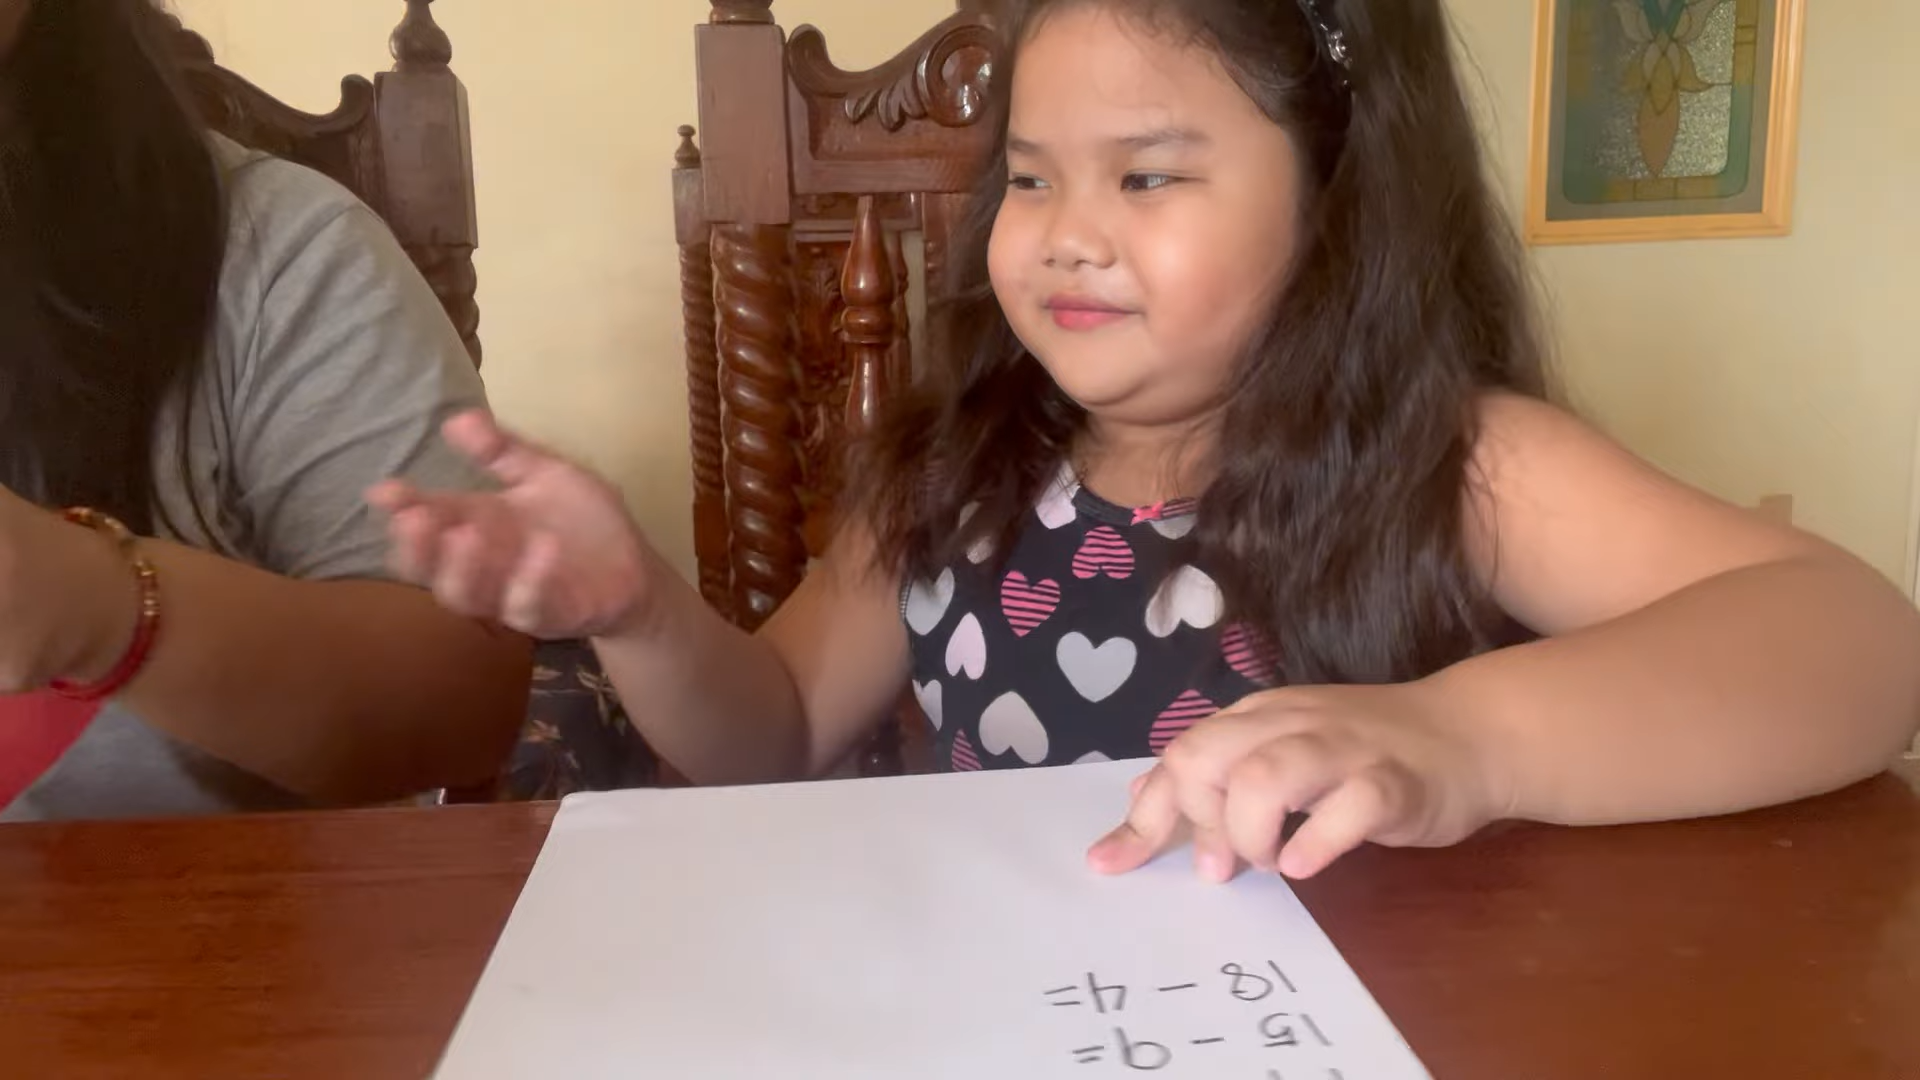 15 - 9=
18 - 4=